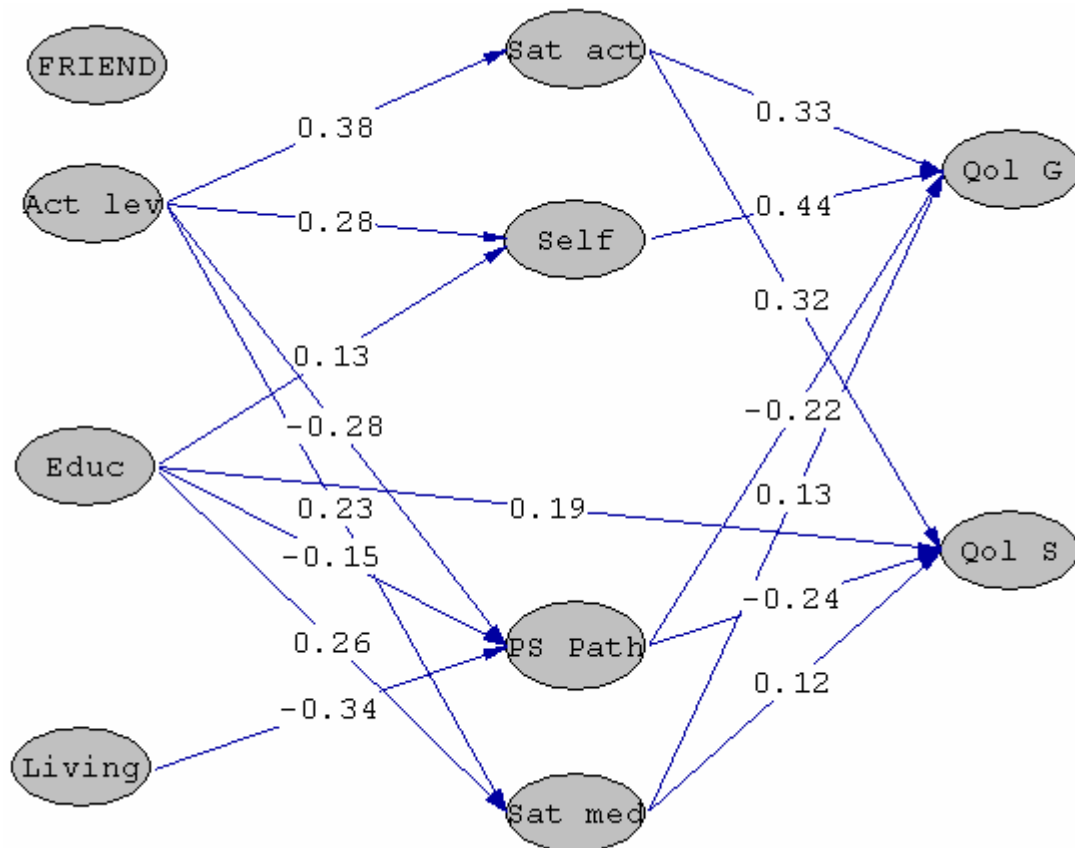 Sat act
FRIEND
0.33
0.38
Qol G
Act lev
0.44
0.28
Self
0.32
0.13
-0.22
-0.28
Educ
0.13
0.23
0.19
-0.15
Qol S
-0.24
0.26
PS Path
0.12
-0.34
Living
Sat med